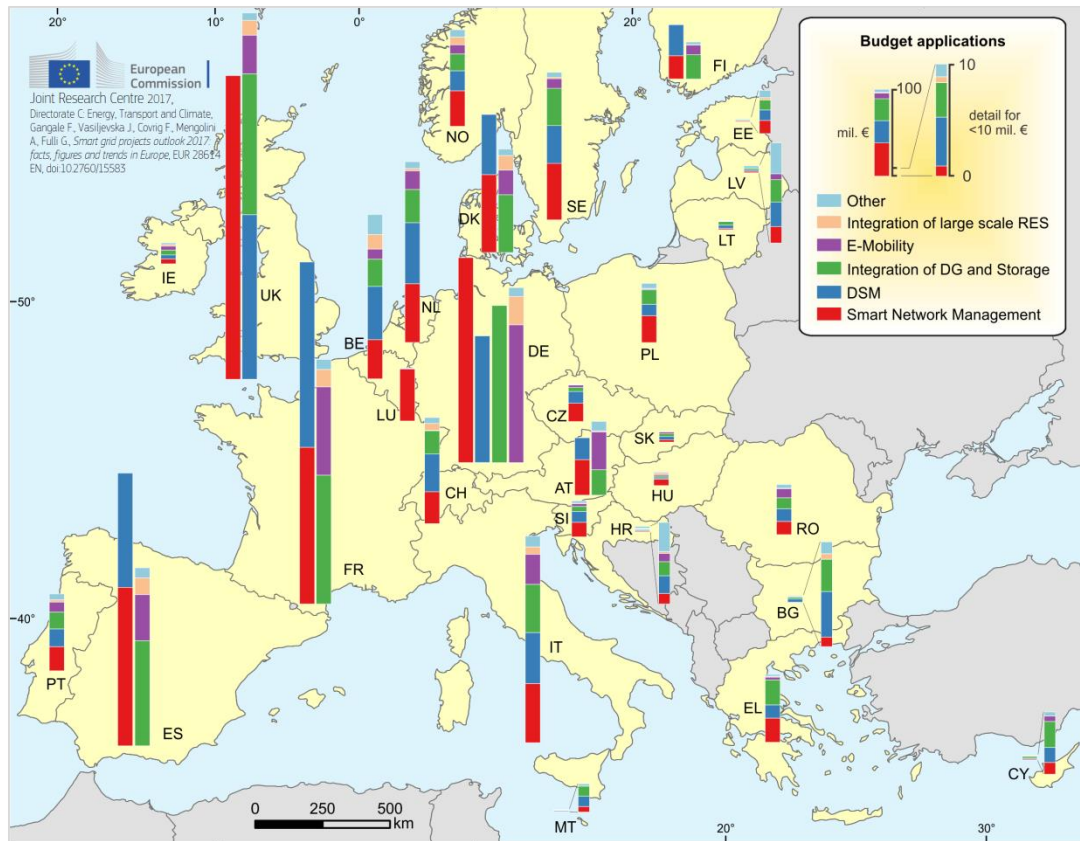 20°
10°
0°
20°
European
Commission
Joint Research Centre 2017,
Directorate C: Energy, Transport and Climate,
Gangale F., Vasiljevska J., Covrig F., Mengolini
A., Fulli G., Smart grid projects outlook 2017:
facts, figures and trends in Europe, EUR 28614
EN, doi:10.2760/15583
Budget applications
10
100
mil. €
detail for
<10 mil. €
0
Other
Integration of large scale RES
E-Mobility
Integration of DG and Storage
DSM
Smart Network Management
FI
NO
EE
LV
SE
DK
LT
IE
UK
50°
NL
BE
DE
PL
LU
CZ
SK
CH
AT
HU
SI
HR
RO
FR
BG
40°
IT
PT
ES
EL
CY
0 250 500
km
MT
20°
30°